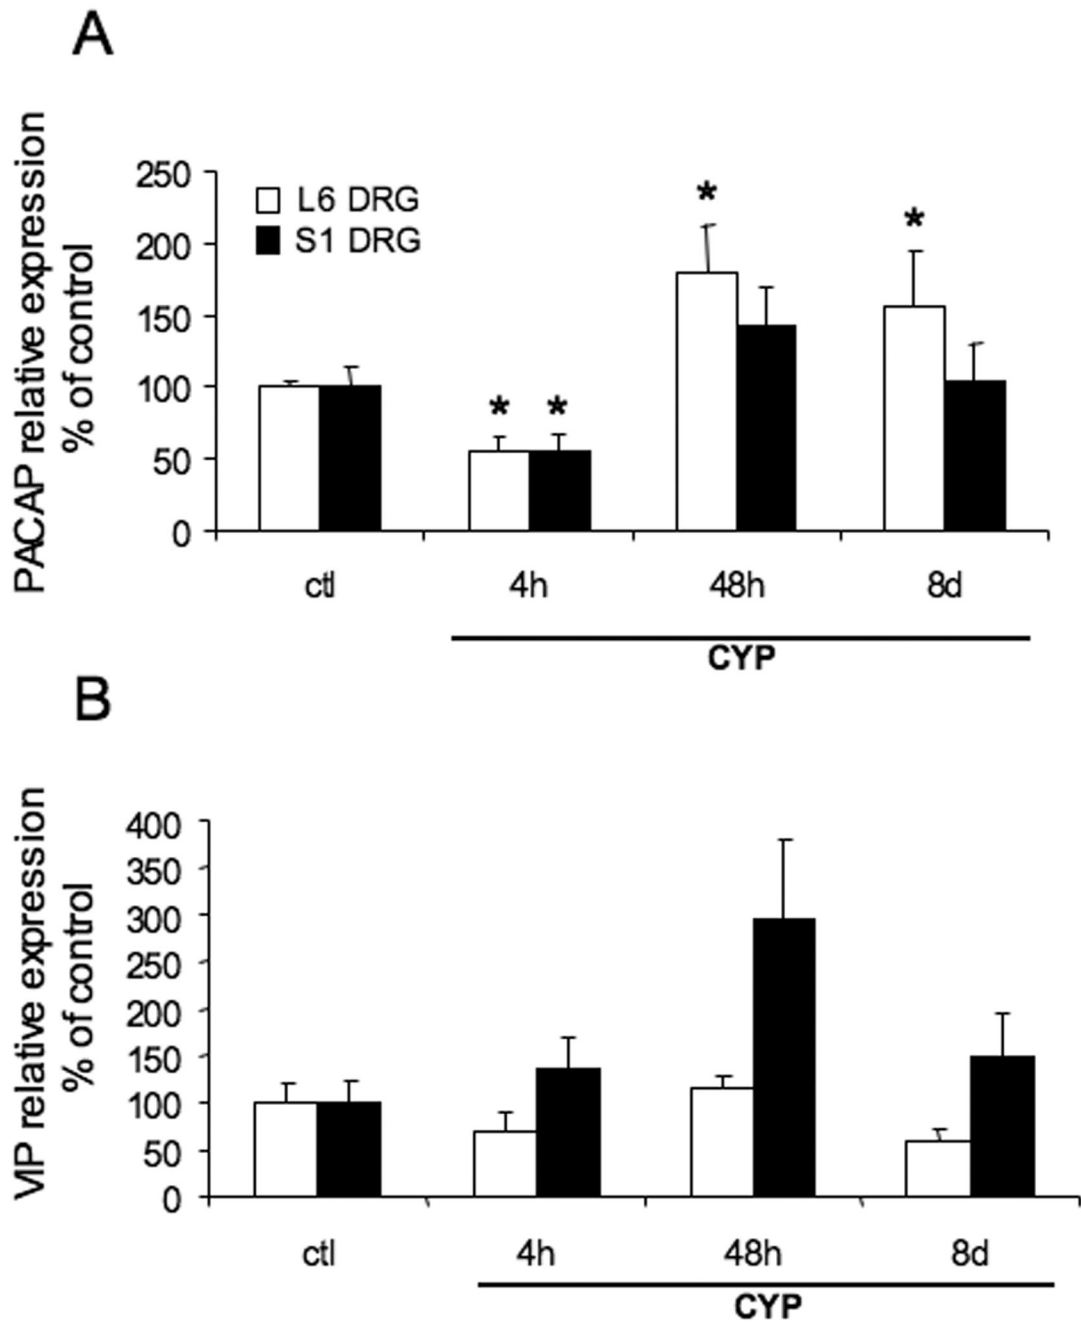 A
PACAP relative expression
% of control
250
200
150
100
50
0
L6 DRG
S1 DRG
*
*
*
*
ctl 4h 48h 8d
CYP
B
VIP relative expression
% of control
400
350
300
250
200
150
100
50
0
ctl 4h 48h 8d
CYP